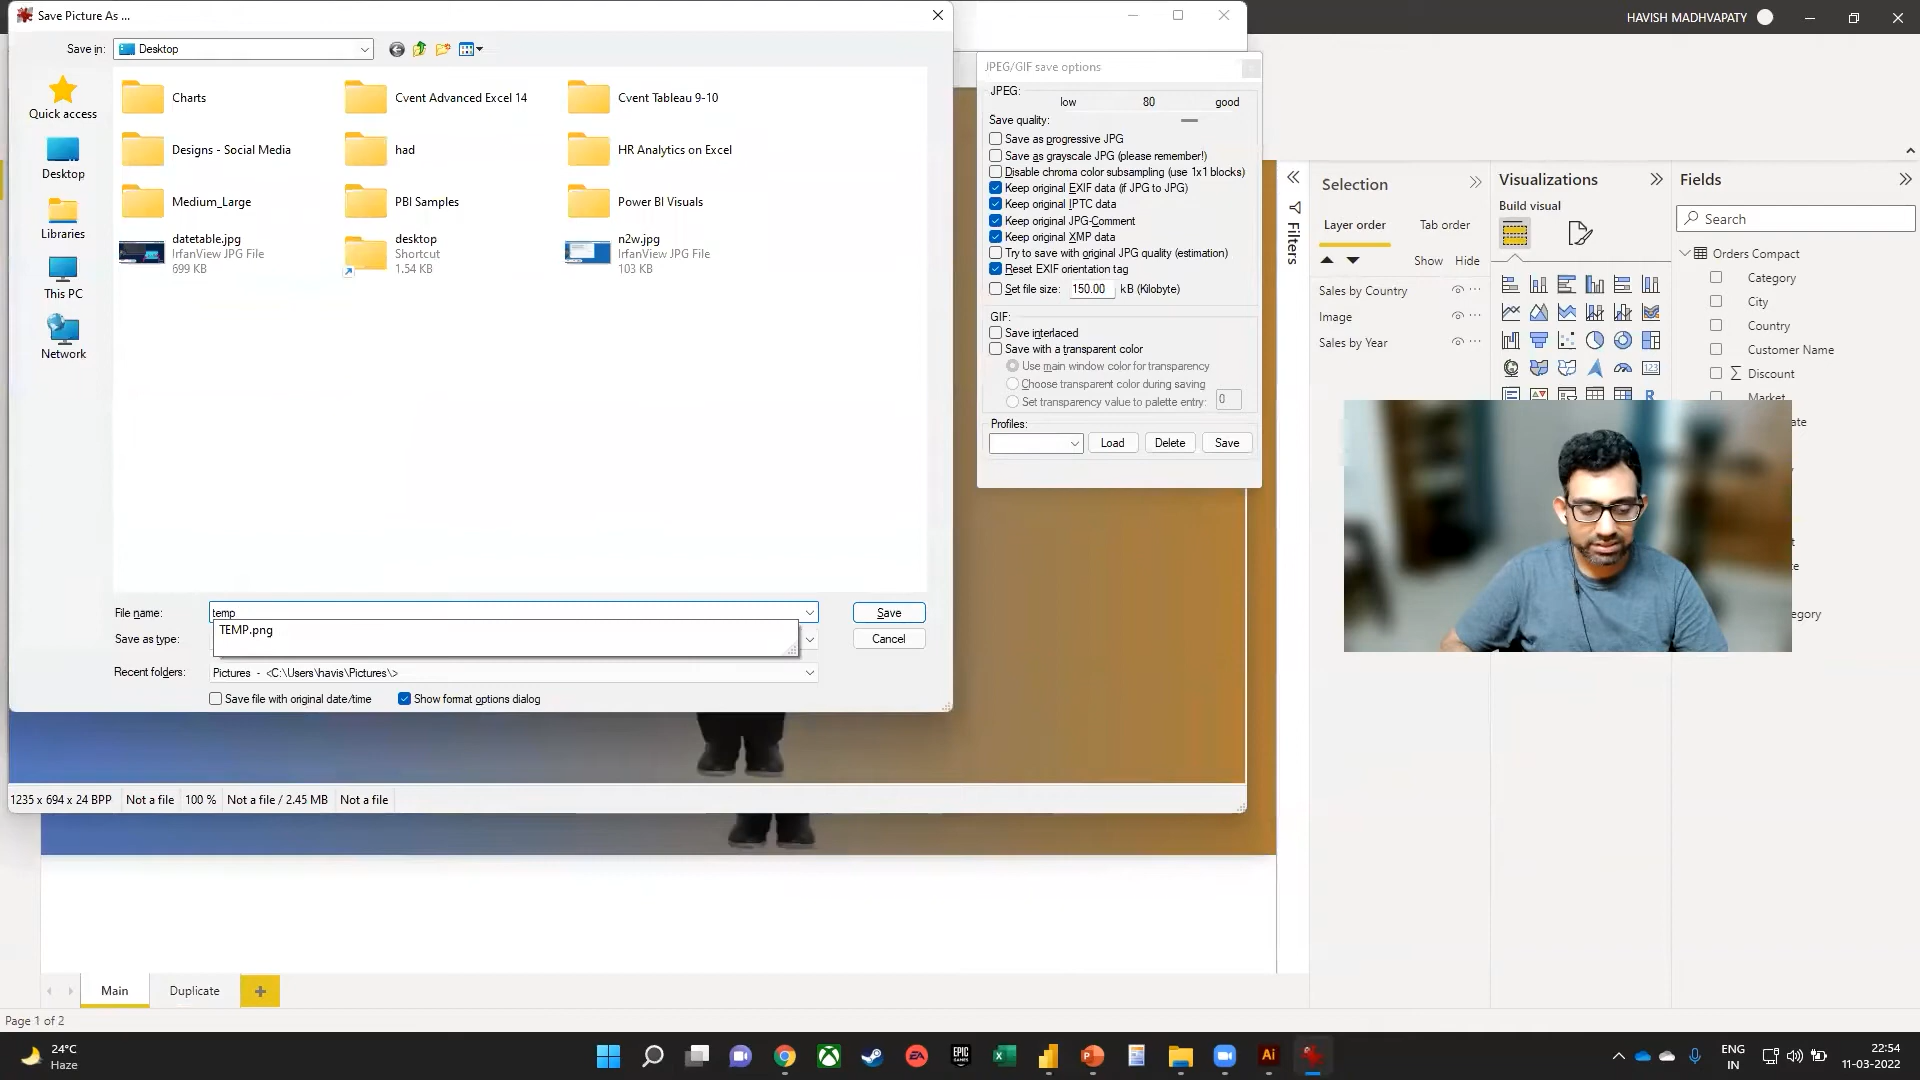 Save Picture As ...
HAVISH MADHVAPATY
Save in:
Desktop
Quick access
Desktop
Libraries
This PC
Network
Charts
Cvent Advanced Excel 14
Cvent Tableau 9-10
Designs - Social Media
had
HR Analytics on Excel
Medium_Large
PBI Samples
Power BI Visuals
datetable.jpg
IrfanView JPG File
699 KB
desktop
Shortcut
1.54 KB
n2w.jpg
IrfanView JPG File
103 KB
File name:
temp
Save
TEMP.png
Save as type:
Cancel
Recent folders:
Pictures - <C:\Users\havis\Pictures\>
Save file with original date/time
Show format options dialog
JPEG/GIF save options
JPEG:
low 80 good
Save quality:
Save as progressive JPG
Save as grayscale JPG (please remember!)
Disable chroma color subsampling (use 1x1 blocks)
Keep original EXIF data (if JPG to JPG)
Keep original IPTC data
Keep original JPG-Comment
Keep original XMP data
Try to save with original JPG quality (estimation)
Reset EXIF orientation tag
Set file size: 150.00 kB (Kilobyte)
GIF:
Save interlaced
Save with a transparent color
Use main window color for transparency
Choose transparent color during saving
Set transparency value to palette entry: 0
Profiles:
Load Delete Save
Filters
Selection
Layer order Tab order
Show Hide
Sales by Country
Image
Sales by Year
Visualizations
Build visual
123
R
Fields
Search
Orders Compact
Category
City
Country
Customer Name
Discount
Market
ate
egory
1235 x 694 x 24 BPP Not a file 100 % Not a file / 2.45 MB Not a file
Main Duplicate +
Page 1 of 2
24°C
Haze
EA
EPIC
GAMES
Ai
ENG
IN
22:54
11-03-2022